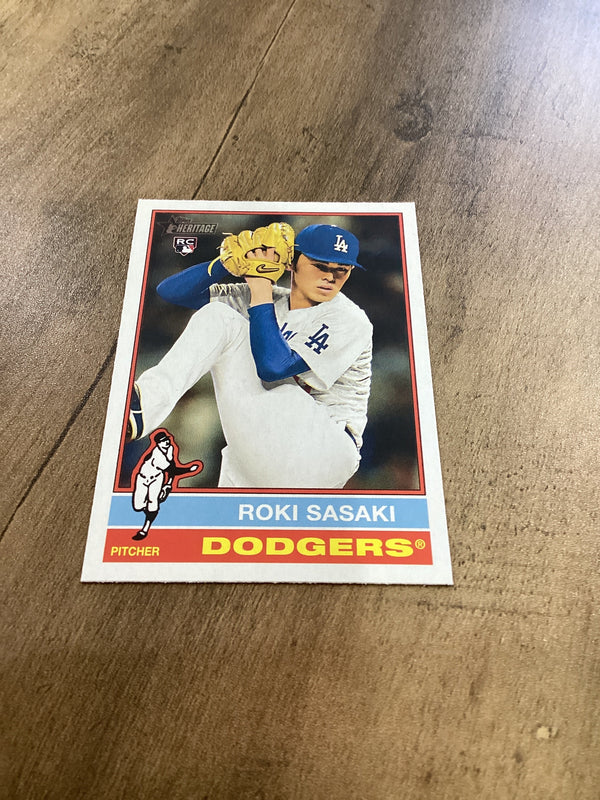 HERITAGE
RC
LA
LA
ROKI SASAKI
PITCHER
DODGERS®